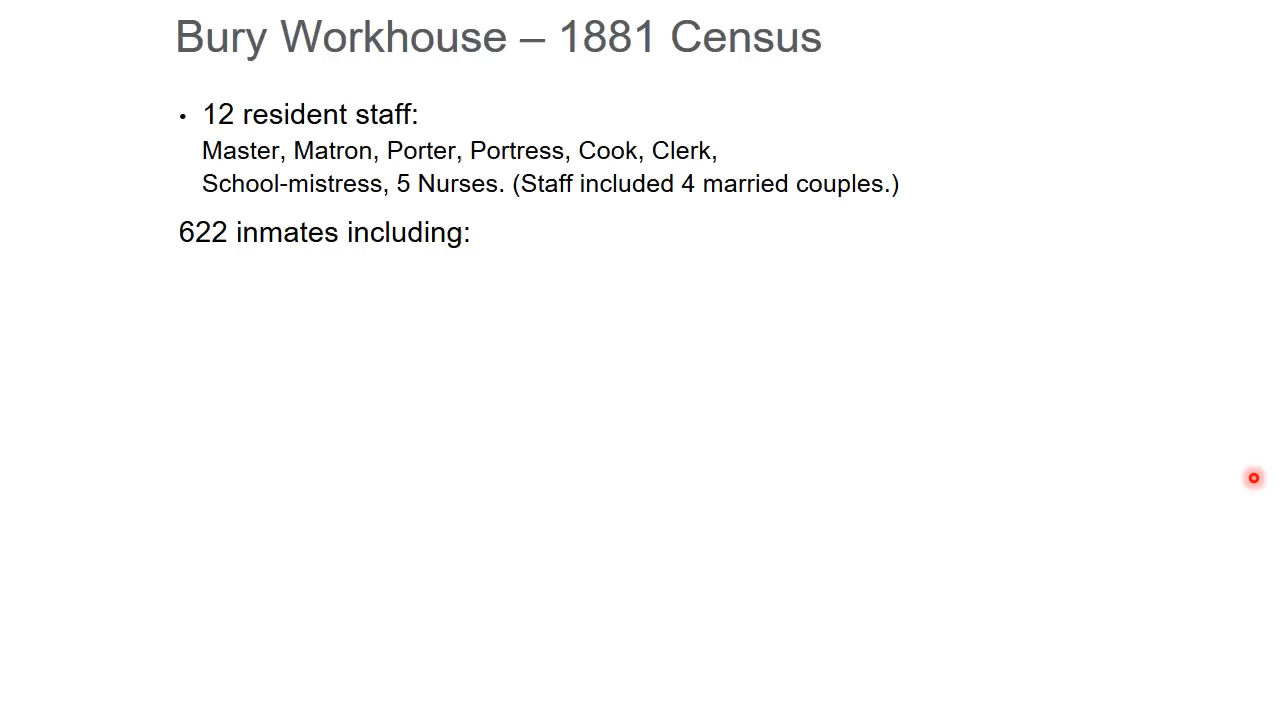 Bury Workhouse – 1881 Census
• 12 resident staff:
Master, Matron, Porter, Portress, Cook, Clerk,
School-mistress, 5 Nurses. (Staff included 4 married couples.)
622 inmates including: